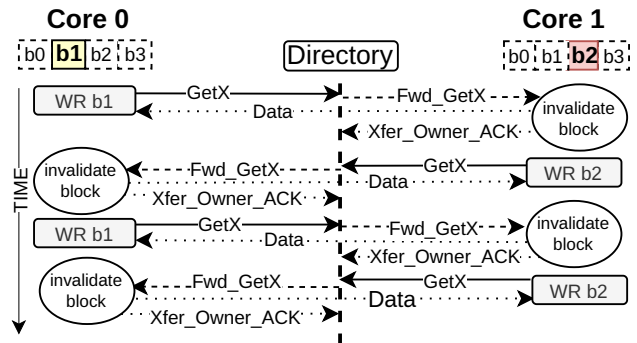 Core 0
Core 1
b0 b1 b2 b3
Directory
b0 b1 b2 b3
WR b1
GetX
Fwd_GetX
Data
invalidate
block
Xfer_Owner_ACK
TIME
invalidate
block
Fwd_GetX
GetX
WR b2
Data
Xfer_Owner_ACK
WR b1
GetX
Fwd_GetX
Data
invalidate
block
Xfer_Owner_ACK
invalidate
block
Fwd_GetX
GetX
WR b2
Data
Xfer_Owner_ACK